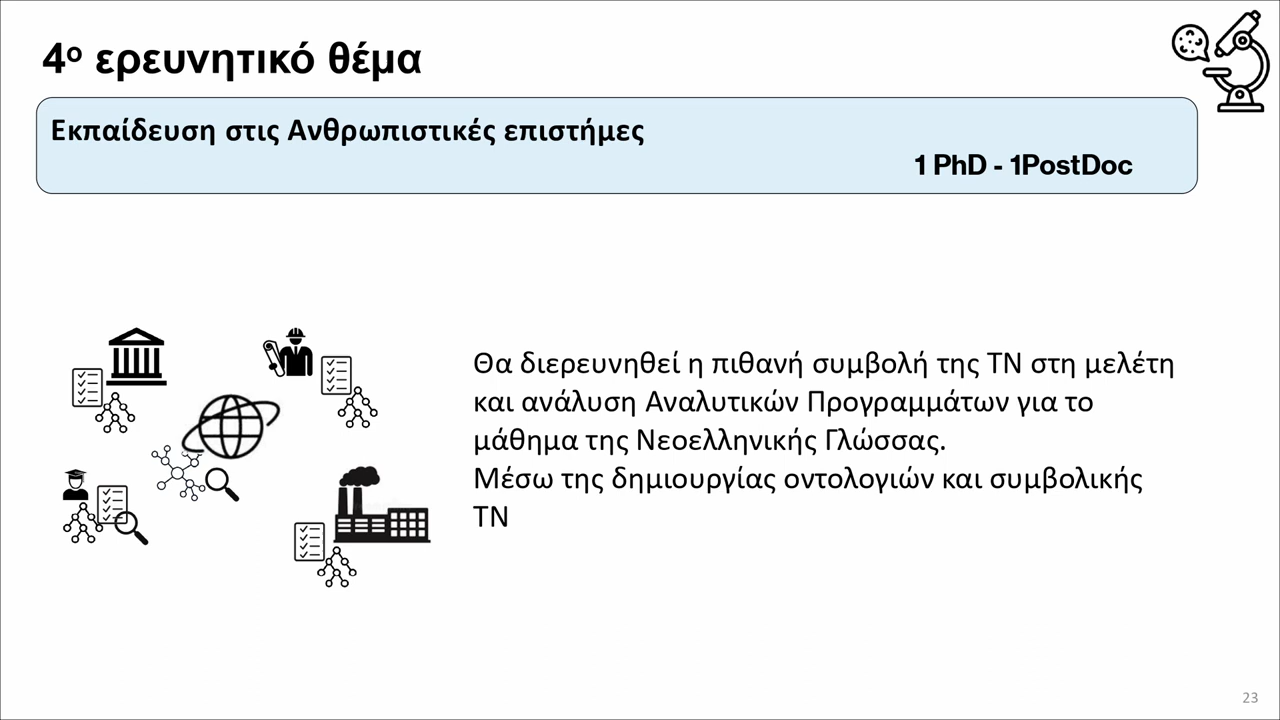 4ο ερευνητικό θέμα
Εκπαίδευση στις Ανθρωπιστικές επιστήμες
1 PhD - 1PostDoc
Θα διερευνηθεί η πιθανή συμβολή της ΤΝ στη μελέτη
και ανάλυση Αναλυτικών Προγραμμάτων για το
μάθημα της Νεοελληνικής Γλώσσας.
Μέσω της δημιουργίας οντολογιών και συμβολικής
ΤΝ
23